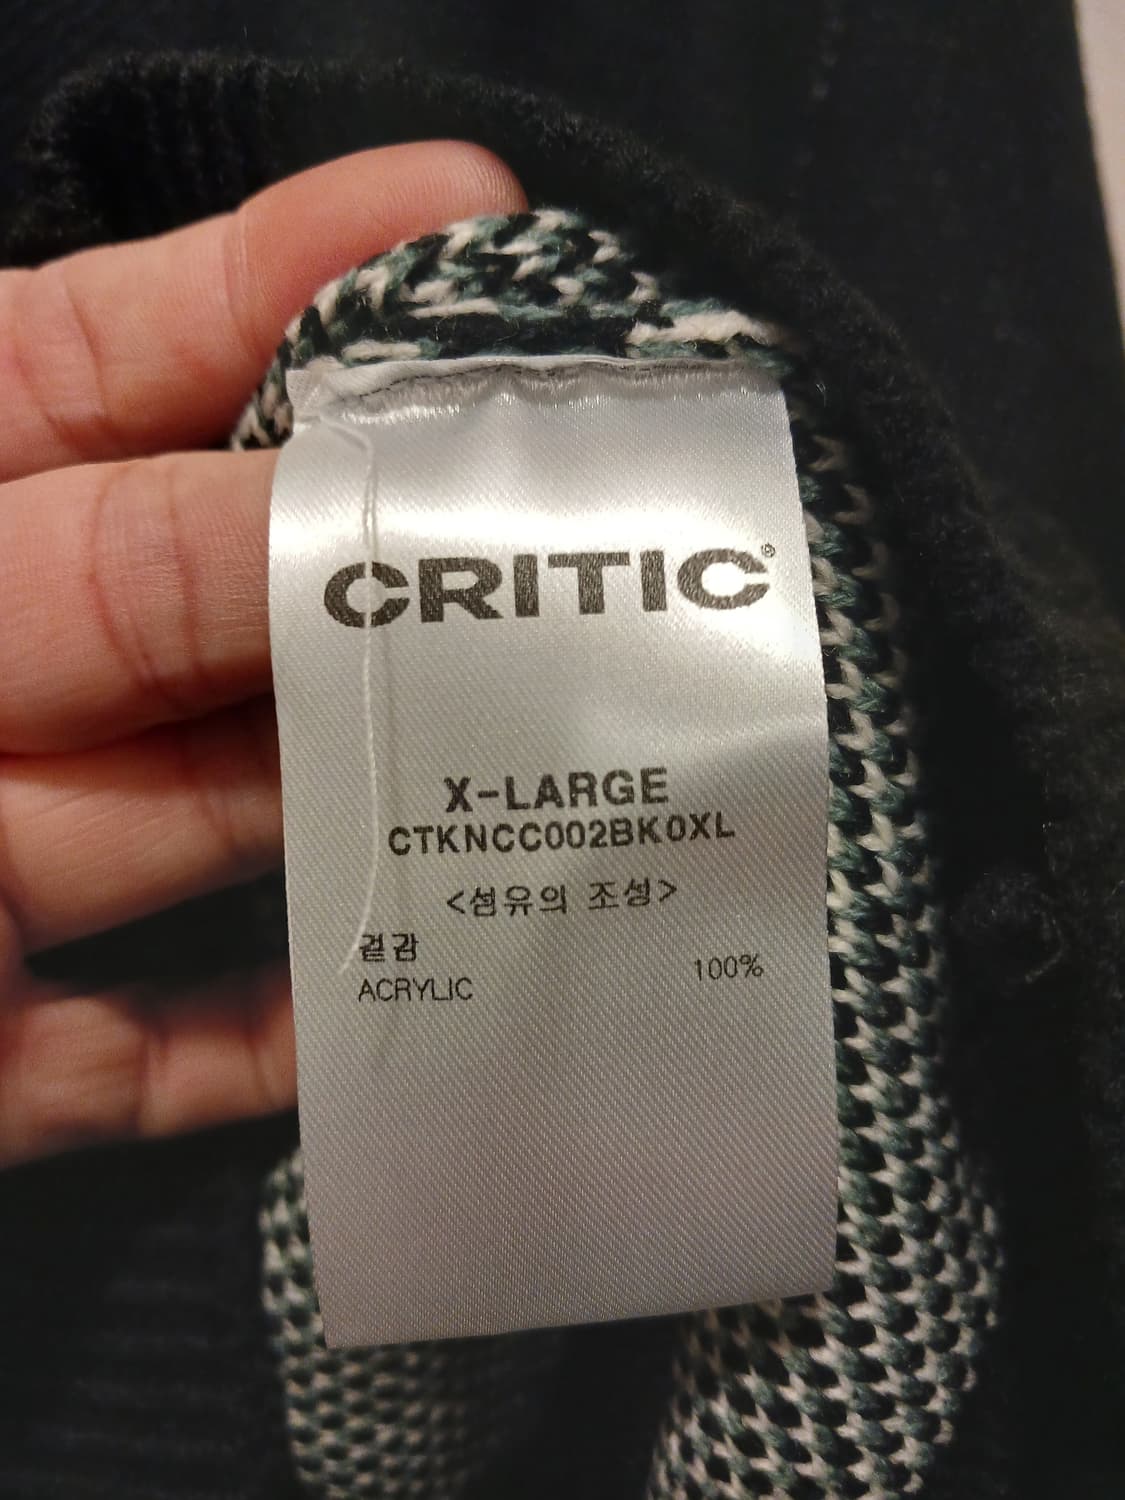 CRITIC®
X-LARGE
CTKNCC002BK0XL
<섬유의 조성>
겉감
ACRYLIC 100%